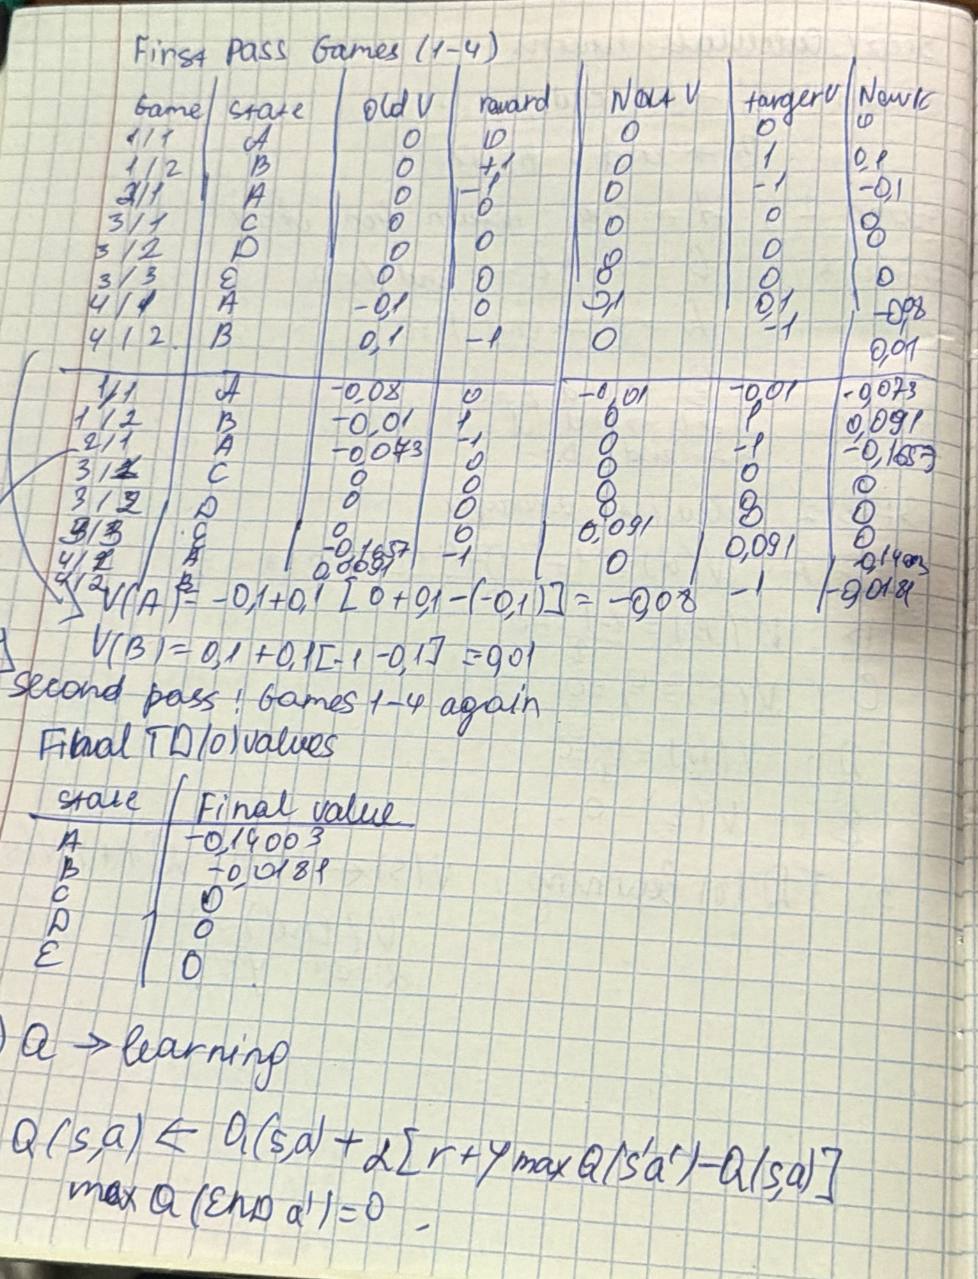 First pass Games (1-4)
Game State Old V reward Next V target V New V
1/1 A 0 0 0 0 0
1/2 B 0 +1 0 1 0,1
2/1 A 0 -1 0 -1 -0,1
3/1 C 0 0 0 0 0
3/2 D 0 0 0 0 0
3/3 E 0 0 0 0 0
4/1 A -0,1 0 0,1 0,1 -0,08
4/2 B 0,1 -1 0 -1 0,01
1/1 A -0,08 0 -0,01 -0,01 -0,073
1/2 B -0,01 1 0 1 0,091
2/1 A -0,073 -1 0 -1 -0,1657
3/ C 0 0 0 0 0
3/2 D 0 0 0 0 0
3/3 E 0 0 0 0 0
4/ A -0,1657 0,091 0,091
4/2 B -1 0 -1 -0,0181
V(A)= -0,1+0,1[0+0,1-(-0,1)] = -0,08
V(B)=0,1+0,1[-1-0,1] =0,01
Second pass: Games 1-4 again
Final TD(0) values
state Final value
A -0,14003
B -0,0181
C 0
D 0
E 0
) Q → learning
Q(s,a) ← Q(s,a)+α[r+γ max Q(s'a')-Q(s,a)]
max Q(END a')=0